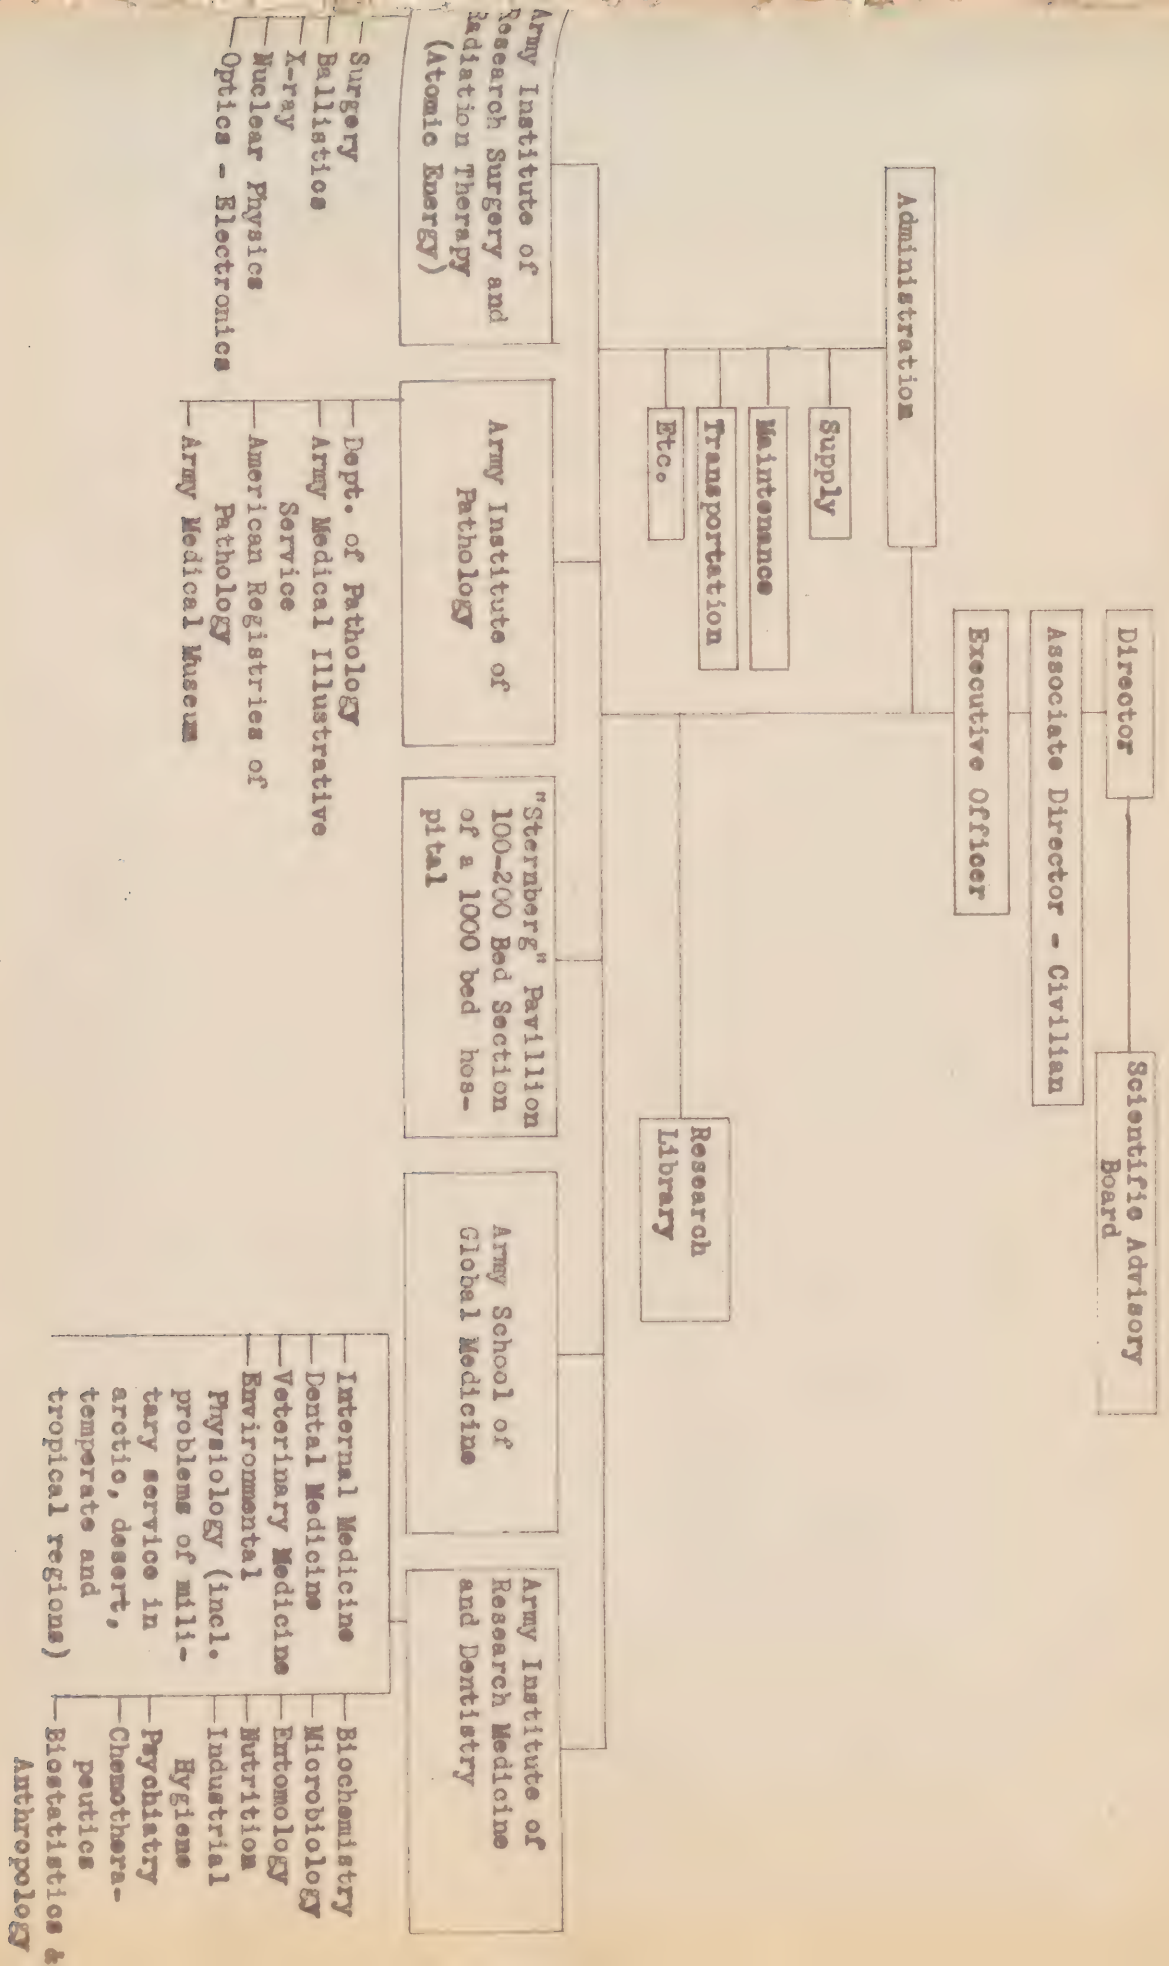 Director
Scientific Advisory
Board
Associate Director - Civilian
Executive Officer
Administration
Supply
Maintenance
Transportation
Etc.
Research
Library
Army Institute of
Research Surgery and
Radiation Therapy
(Atomic Energy)
Surgery
Ballistics
X-ray
Nuclear Physics
Optics - Electronics
Army Institute of
Pathology
Dept. of Pathology
Army Medical Illustrative
Service
American Registries of
Pathology
Army Medical Museum
"Sternberg" Pavillion
100-200 Bed Section
of a 1000 bed hos-
pital
Army School of
Global Medicine
Army Institute of
Research Medicine
and Dentistry
Internal Medicine
Dental Medicine
Veterinary Medicine
Environmental
Physiology (incl.
problems of mili-
tary service in
arctic, desert,
temperate and
tropical regions)
Biochemistry
Microbiology
Entomology
Nutrition
Industrial
Hygiene
Psychiatry
Chemothera-
peutics
Biostatistics &
Anthropology